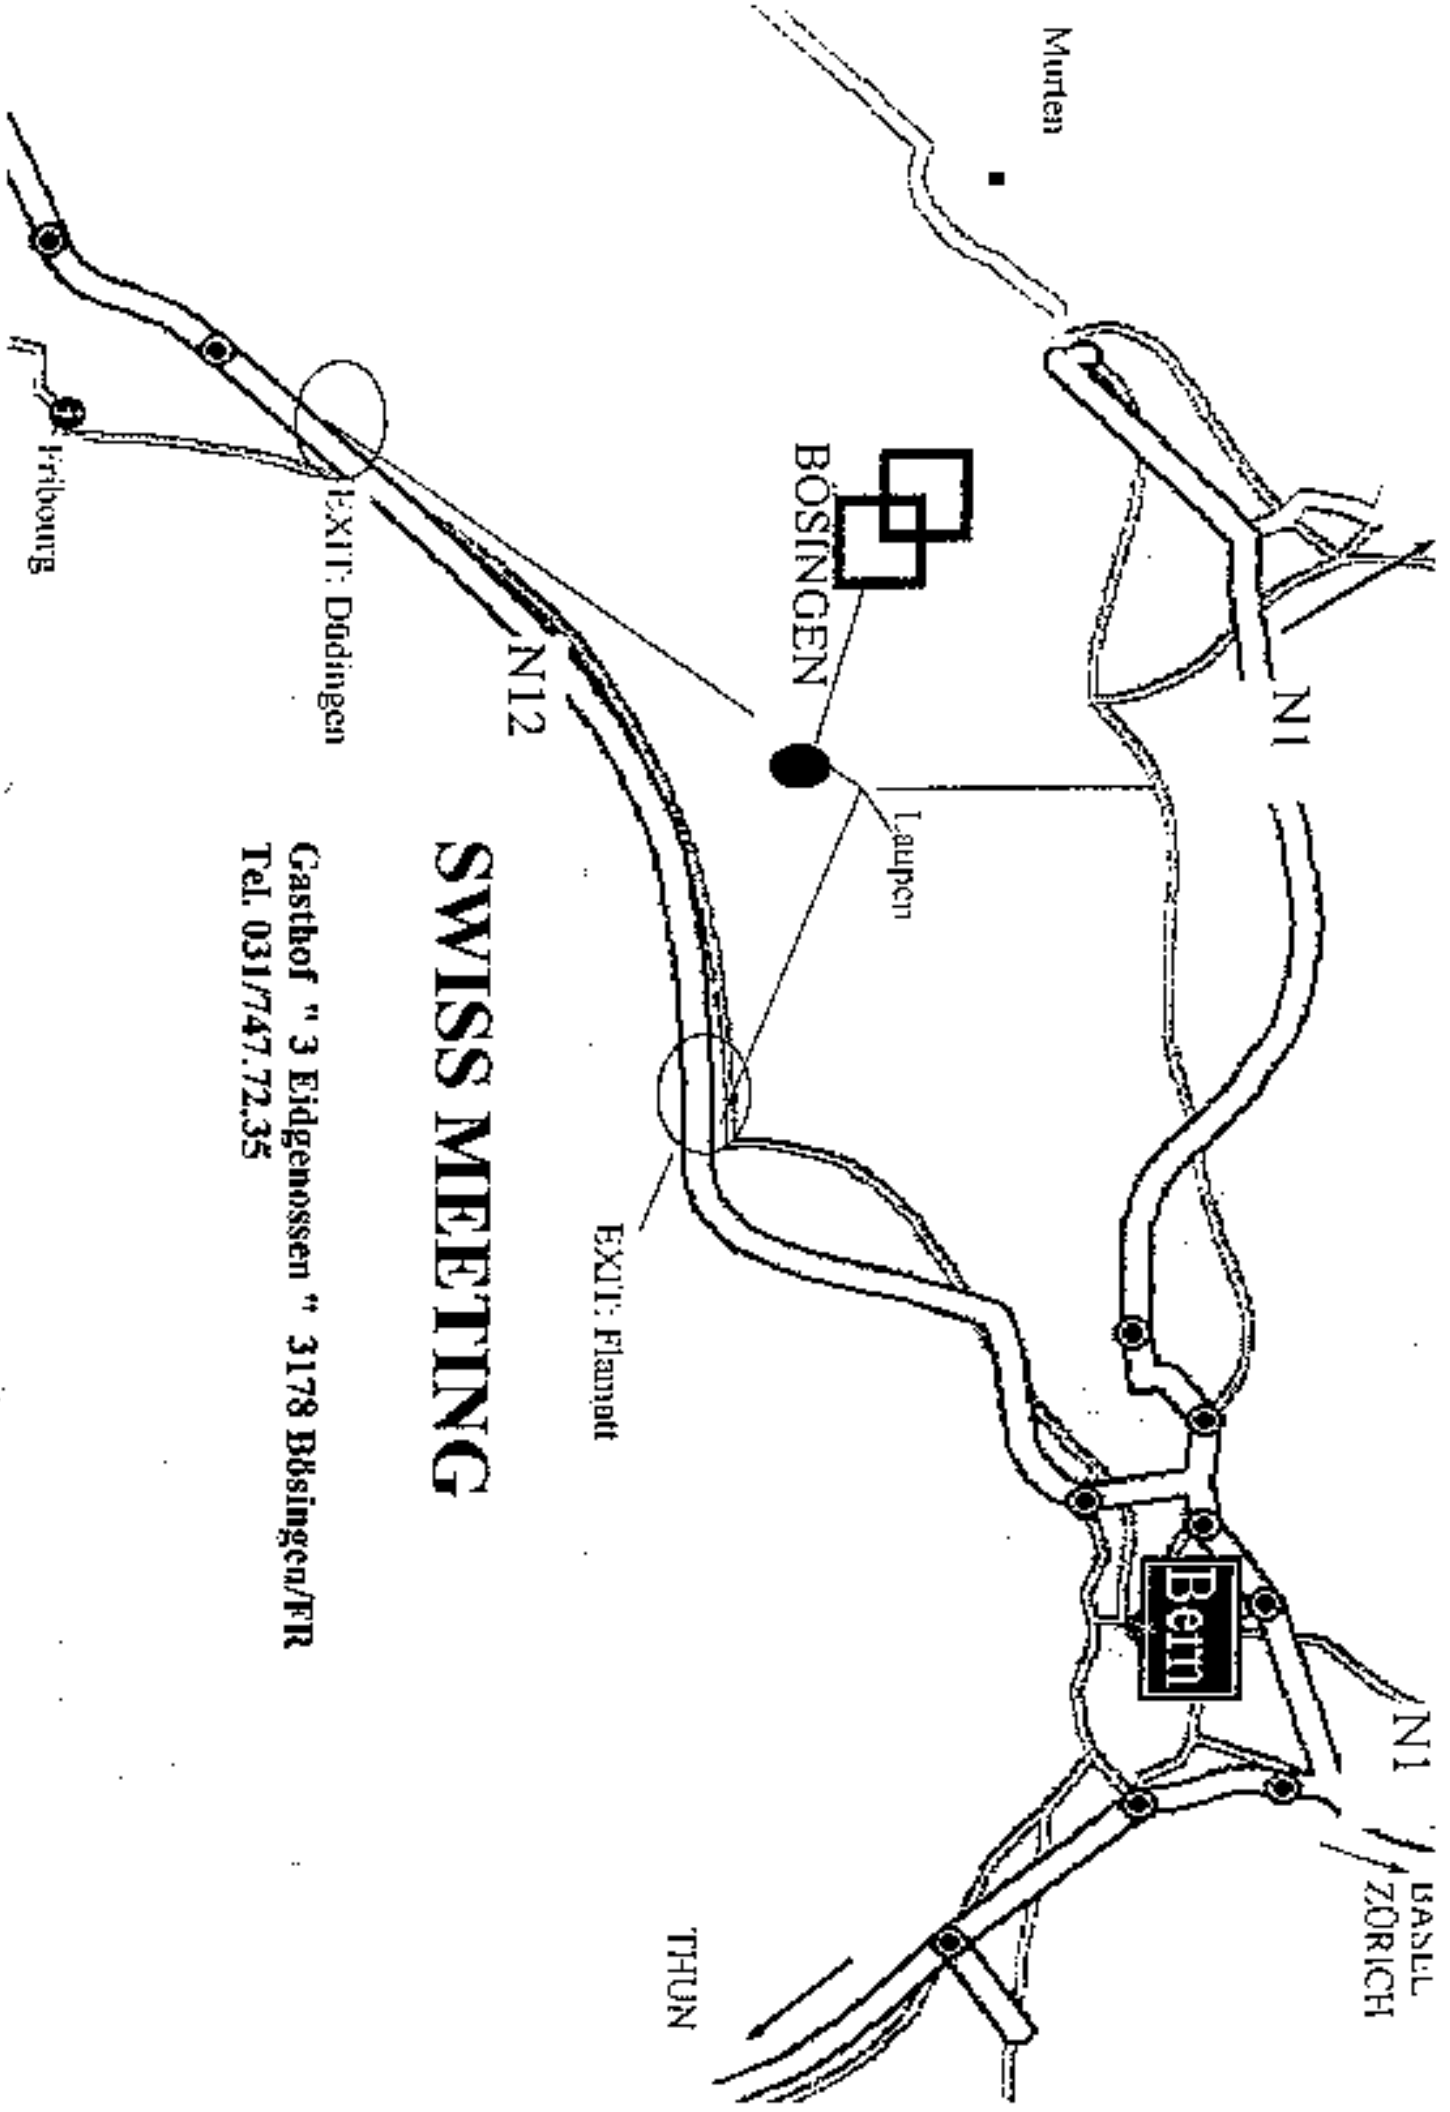 BASEL
ZÜRICH
N1
N1
Murten
Bern
Laupen
BÖSINGEN
THUN
EXIT: Flamatt
N12
SWISS MEETING
EXIT: Düdingen
Gasthof " 3 Eidgenossen " 3178 Bösingen/FR
Tel. 031/747.72.35
Fribourg